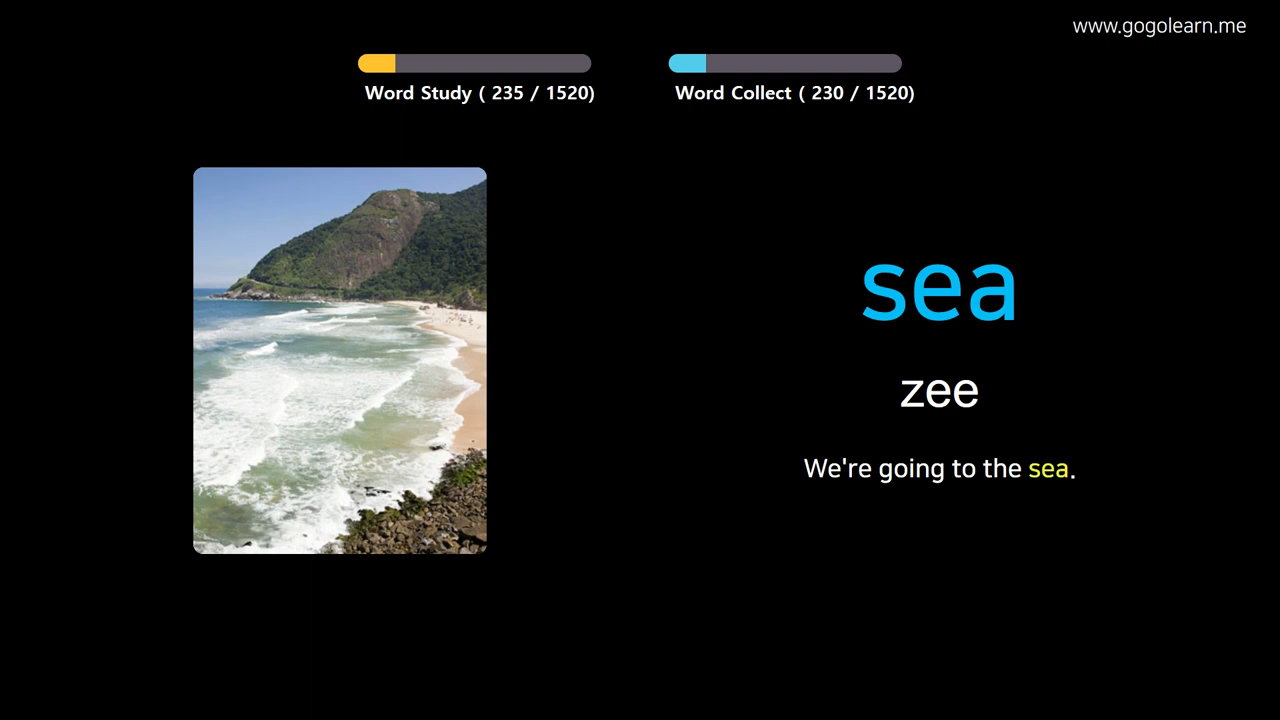 www.gogolearn.me
Word Study ( 235 / 1520)
Word Collect ( 230 / 1520)
sea
zee
We're going to the sea.